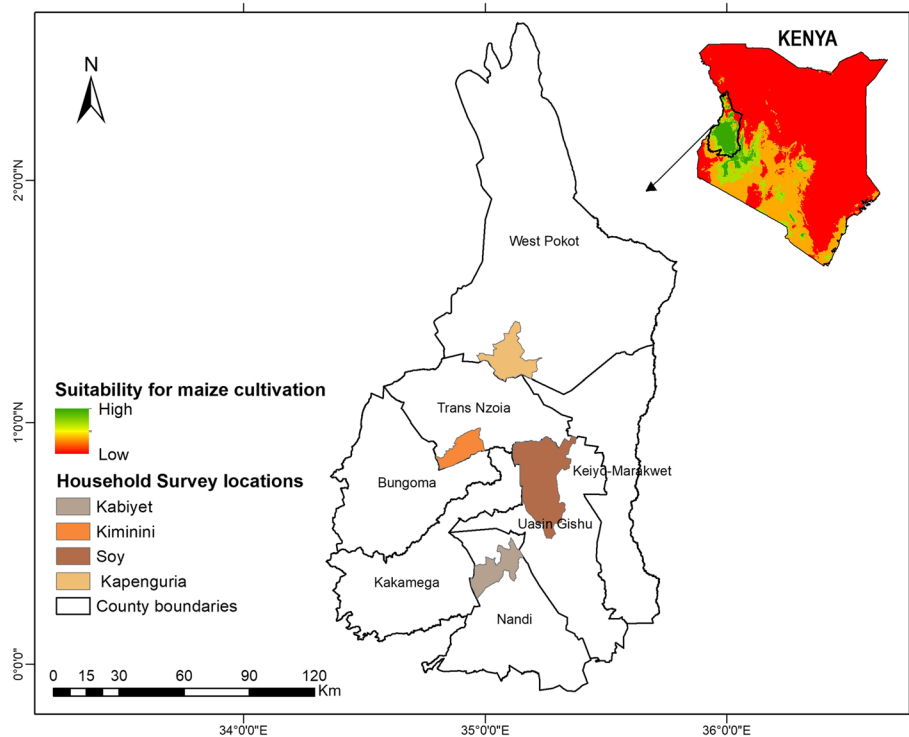 KENYA
N
2°0'0"N
1°0'0"N
0°0'0"
West Pokot
Trans Nzoia
Bungoma
Keiyo-Marakwet
Uasin Gishu
Kakamega
Nandi
Suitability for maize cultivation
High
Low
Household Survey locations
Kabiyet
Kiminini
Soy
Kapenguria
County boundaries
0 15 30 60 90 120
Km
34°0'0"E 35°0'0"E 36°0'0"E